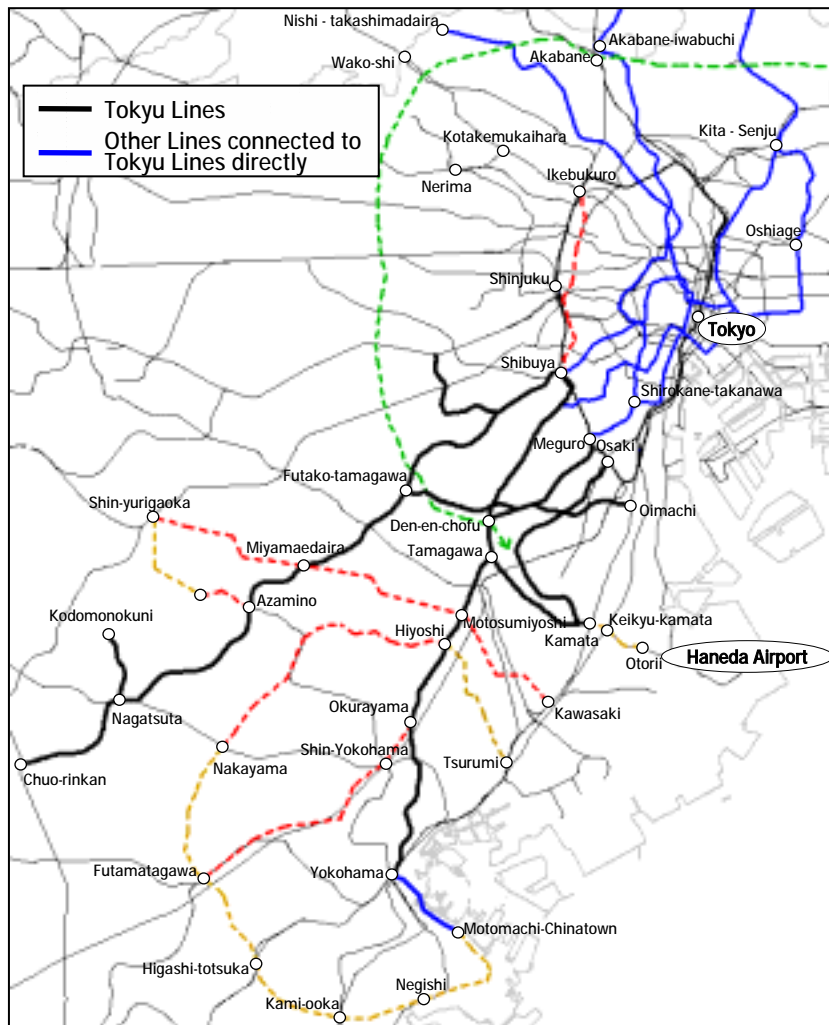 Nishi - takashimadaira
Akabane-iwabuchi
Akabane
Wako-shi
Tokyu Lines
Other Lines connected to
Tokyu Lines directly
Kotakemukaihara
Kita - Senju
Nerima
Ikebukuro
Oshiage
Shinjuku
Tokyo
Shibuya
Shirokane-takanawa
Meguro
Osaki
Futako-tamagawa
Shin-yurigaoka
Oimachi
Den-en-chofu
Tamagawa
Miyamaedaira
Azamino
Kodomonokuni
Motosumiyoshi
Hiyoshi
Kamata
Keikyu-kamata
Otorii
Haneda Airport
Nagatsuta
Okurayama
Kawasaki
Shin-Yokohama
Nakayama
Tsurumi
Chuo-rinkan
Futamatagawa
Yokohama
Motomachi-Chinatown
Higashi-totsuka
Negishi
Kami-ooka